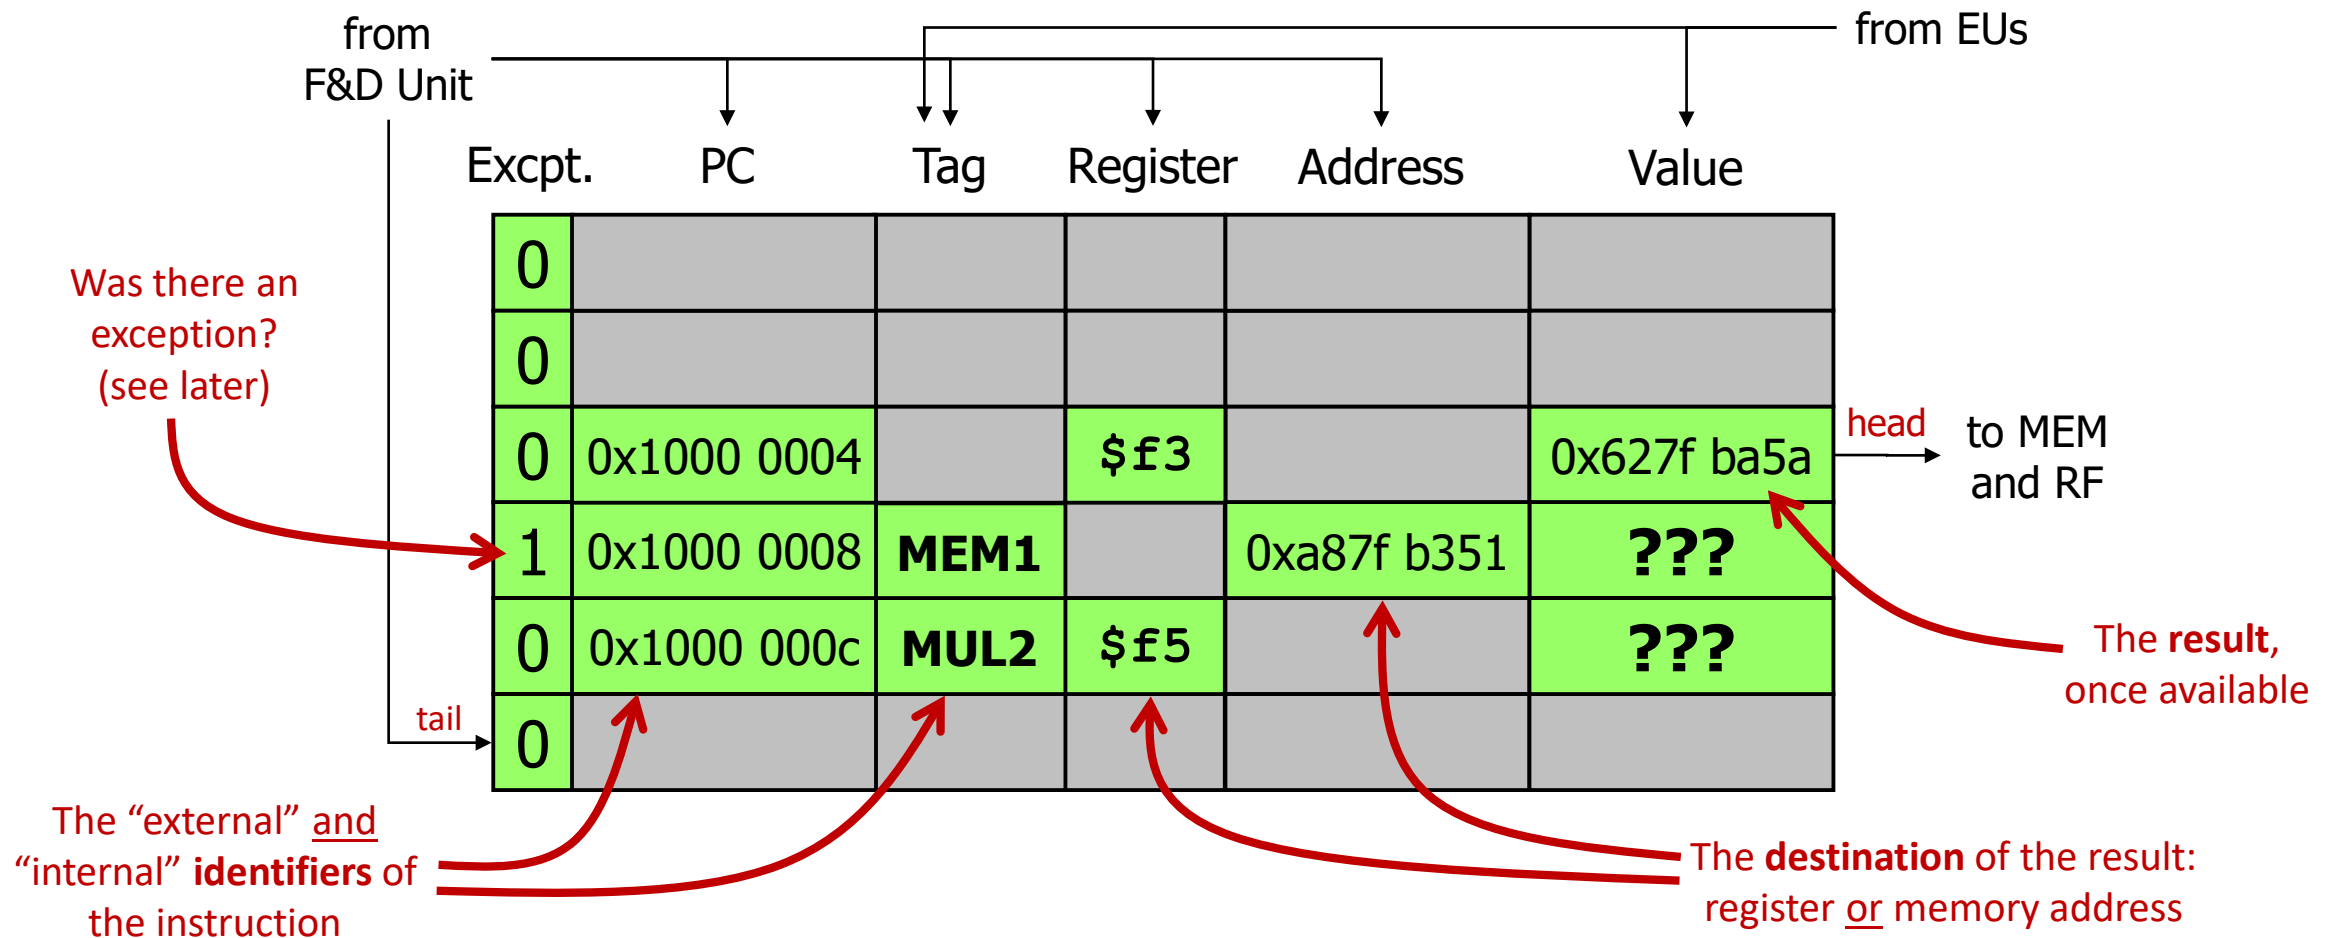 from
F&D Unit
from EUs
Excpt. PC Tag Register Address Value
0
0
0 0x1000 0004 $f3 0x627f ba5a
1 0x1000 0008 MEM1 0xa87f b351 ???
0 0x1000 000c MUL2 $f5 ???
0
Was there an
exception?
(see later)
head
to MEM
and RF
tail
The result,
once available
The “external” and
“internal” identifiers of
the instruction
The destination of the result:
register or memory address